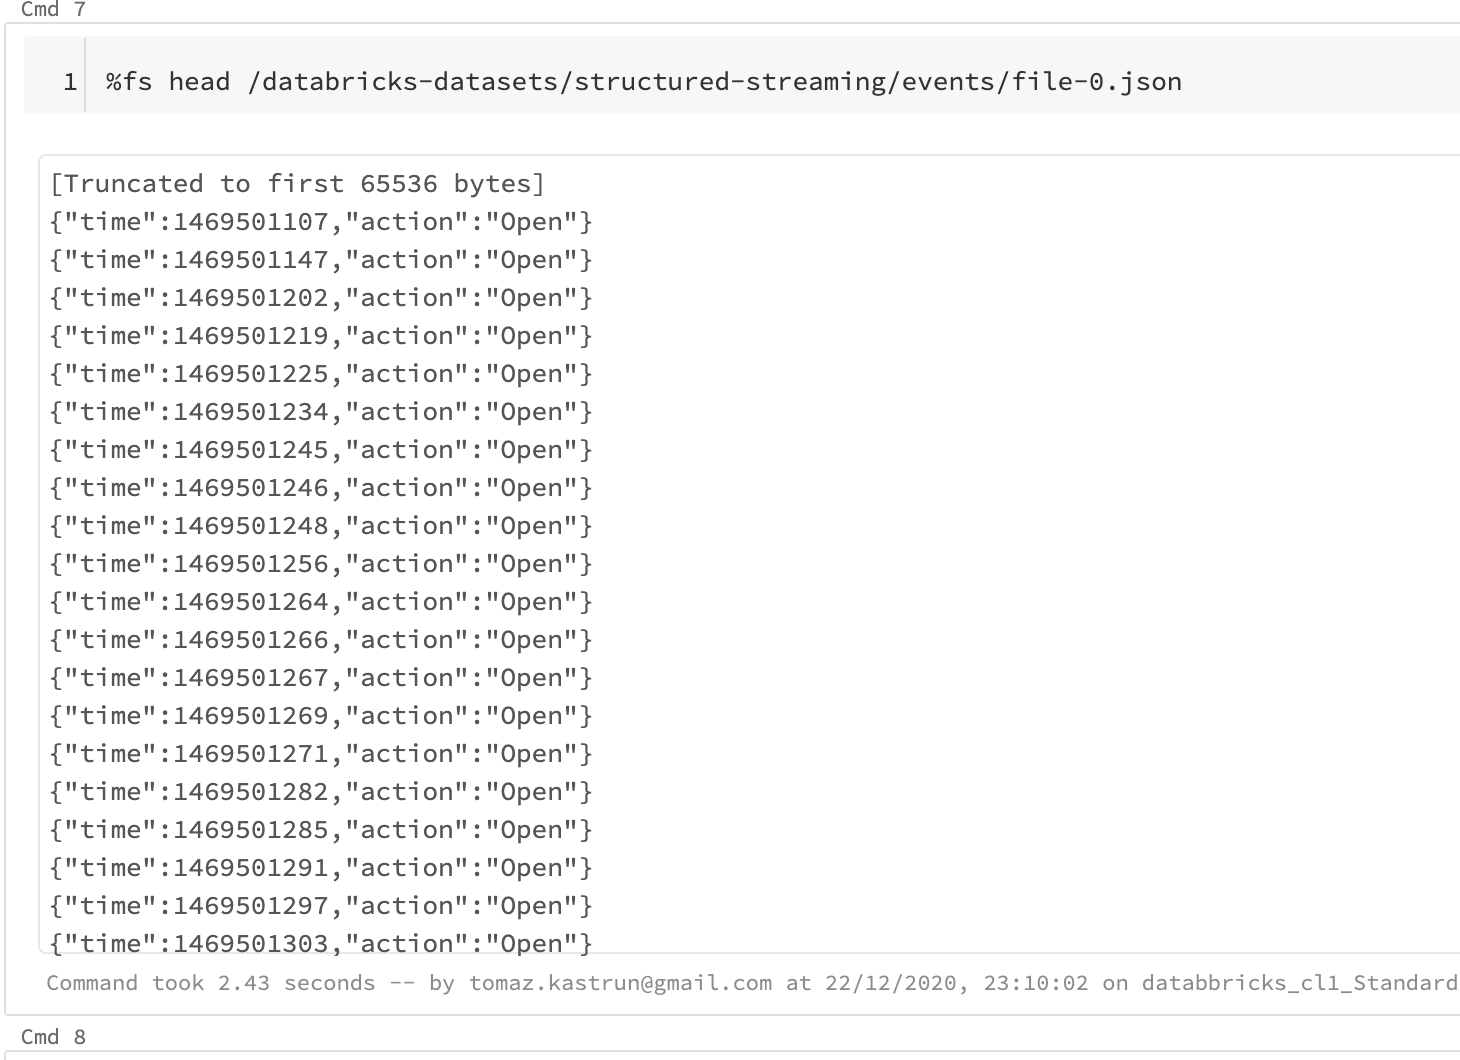 Cmd 7
1 %fs head /databricks-datasets/structured-streaming/events/file-0.json
[Truncated to first 65536 bytes]
{"time":1469501107,"action":"Open"}
{"time":1469501147,"action":"Open"}
{"time":1469501202,"action":"Open"}
{"time":1469501219,"action":"Open"}
{"time":1469501225,"action":"Open"}
{"time":1469501234,"action":"Open"}
{"time":1469501245,"action":"Open"}
{"time":1469501246,"action":"Open"}
{"time":1469501248,"action":"Open"}
{"time":1469501256,"action":"Open"}
{"time":1469501264,"action":"Open"}
{"time":1469501266,"action":"Open"}
{"time":1469501267,"action":"Open"}
{"time":1469501269,"action":"Open"}
{"time":1469501271,"action":"Open"}
{"time":1469501282,"action":"Open"}
{"time":1469501285,"action":"Open"}
{"time":1469501291,"action":"Open"}
{"time":1469501297,"action":"Open"}
{"time":1469501303,"action":"Open"}
Command took 2.43 seconds -- by tomaz.kastrun@gmail.com at 22/12/2020, 23:10:02 on databbricks_cl1_Standard
Cmd 8